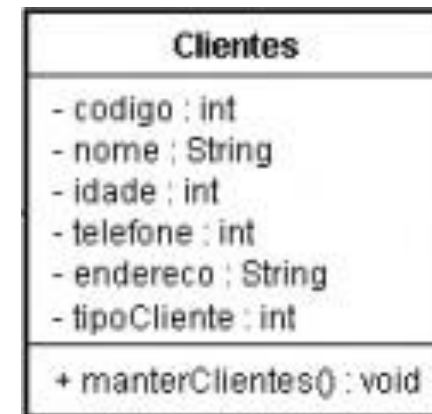 Clientes
- codigo : int
- nome : String
- idade : int
- telefone : int
- endereco : String
- tipoCliente : int
+ manterClientes() : void